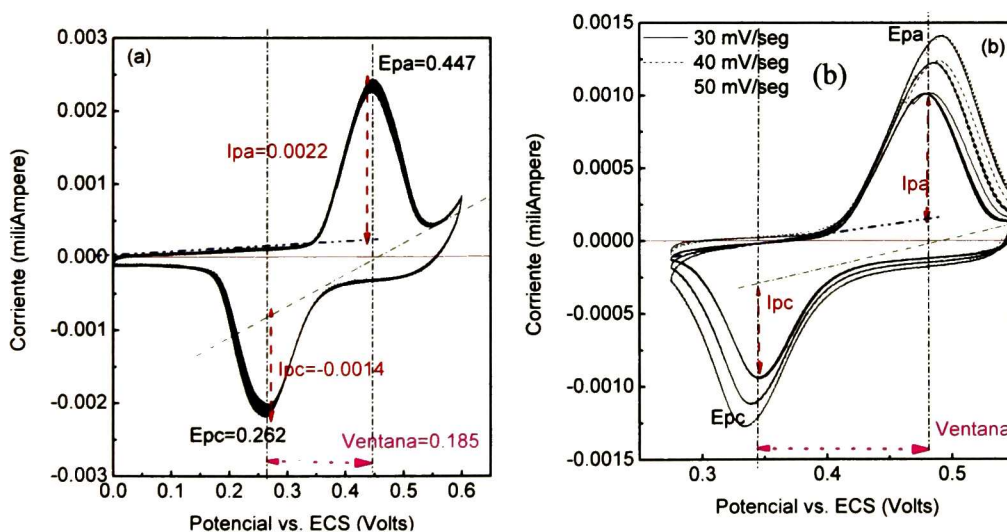 (a)
Epa=0.447
Ipa=0.0022
Ipc=-0.0014
Epc=0.262
Ventana=0.185
0.003
0.002
0.001
0.000
-0.001
-0.002
-0.003
0.0 0.1 0.2 0.3 0.4 0.5 0.6
Corriente (miliAmpere)
Potencial vs. ECS (Volts)
(b)
30 mV/seg
40 mV/seg
50 mV/seg
(b)
Epa
Ipa
Ipc
Epc
Ventana
0.0015
0.0010
0.0005
0.0000
-0.0005
-0.0010
-0.0015
0.3 0.4 0.5
Corriente (miliAmpere)
Potencial vs. ECS (Volts)